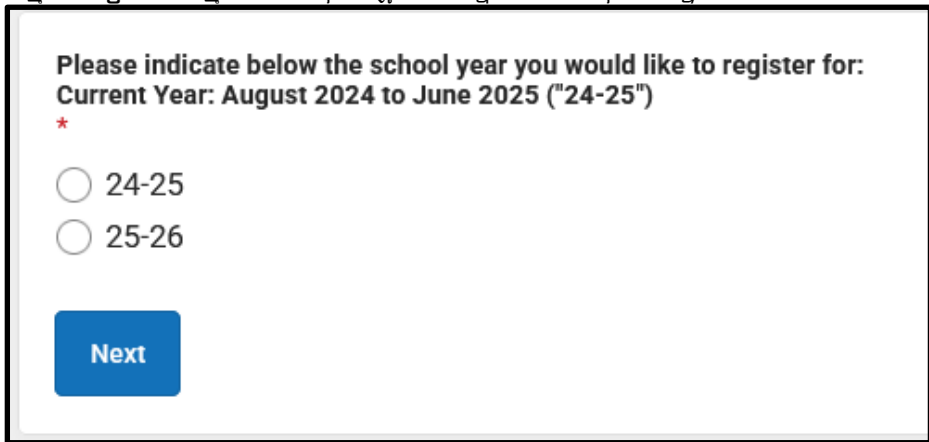 Please indicate below the school year you would like to register for:
Current Year: August 2024 to June 2025 ("24-25")
*
24-25
25-26
Next